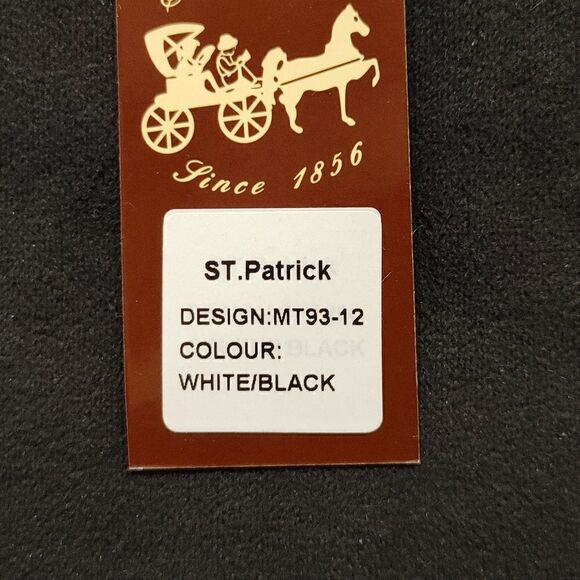 Since 1856
ST.Patrick
DESIGN:MT93-12
COLOUR:
WHITE/BLACK